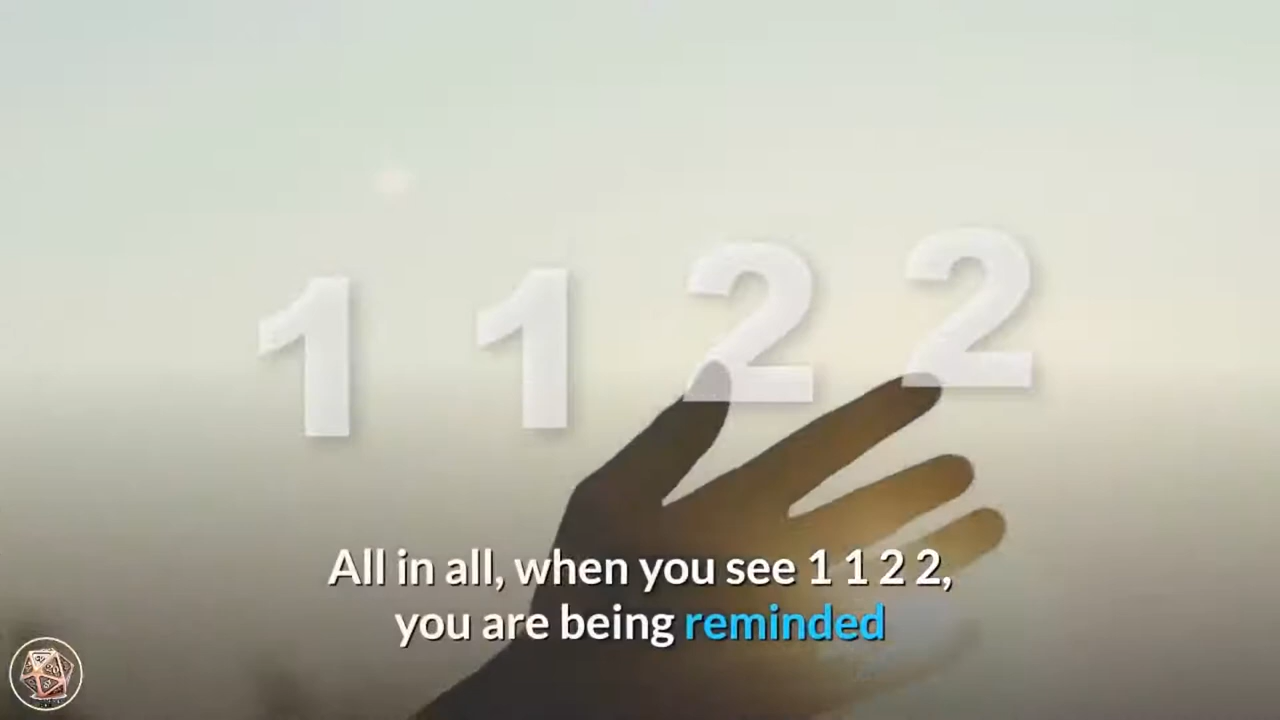 1 1 2 2
All in all, when you see 1 1 2 2,
you are being reminded